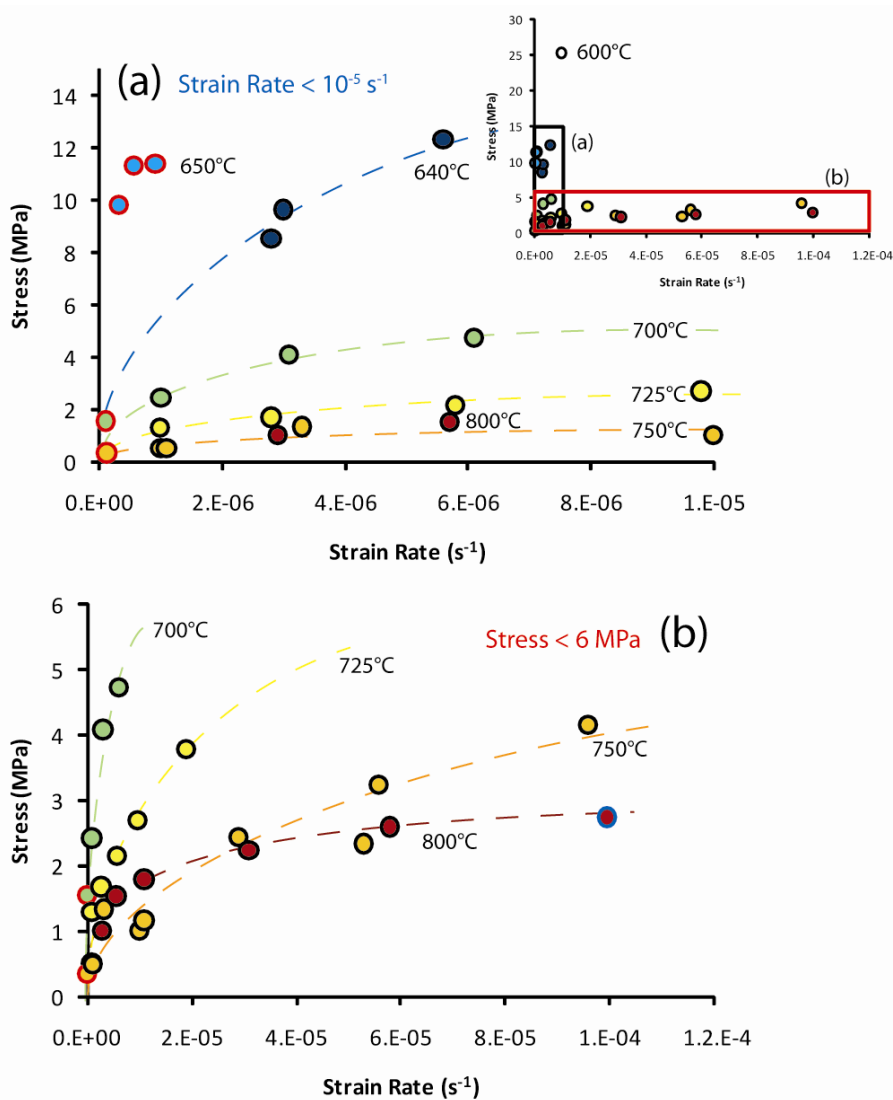 (a) Strain Rate < 10⁻⁵ s⁻¹
14
12
10
8
6
4
2
0
Stress (MPa)
650°C
640°C
700°C
725°C
800°C
750°C
0.E+00 2.E-06 4.E-06 6.E-06 8.E-06 1.E-05
Strain Rate (s⁻¹)
30
25
20
15
10
5
0
Stress (MPa)
600°C
(a)
(b)
0.E+00 2.E-05 4.E-05 6.E-05 8.E-05 1.E-04 1.2E-04
Strain Rate (s⁻¹)
6
5
4
3
2
1
0
Stress (MPa)
700°C
725°C
Stress < 6 MPa (b)
750°C
800°C
0.E+00 2.E-05 4.E-05 6.E-05 8.E-05 1.E-04 1.2.E-4
Strain Rate (s⁻¹)